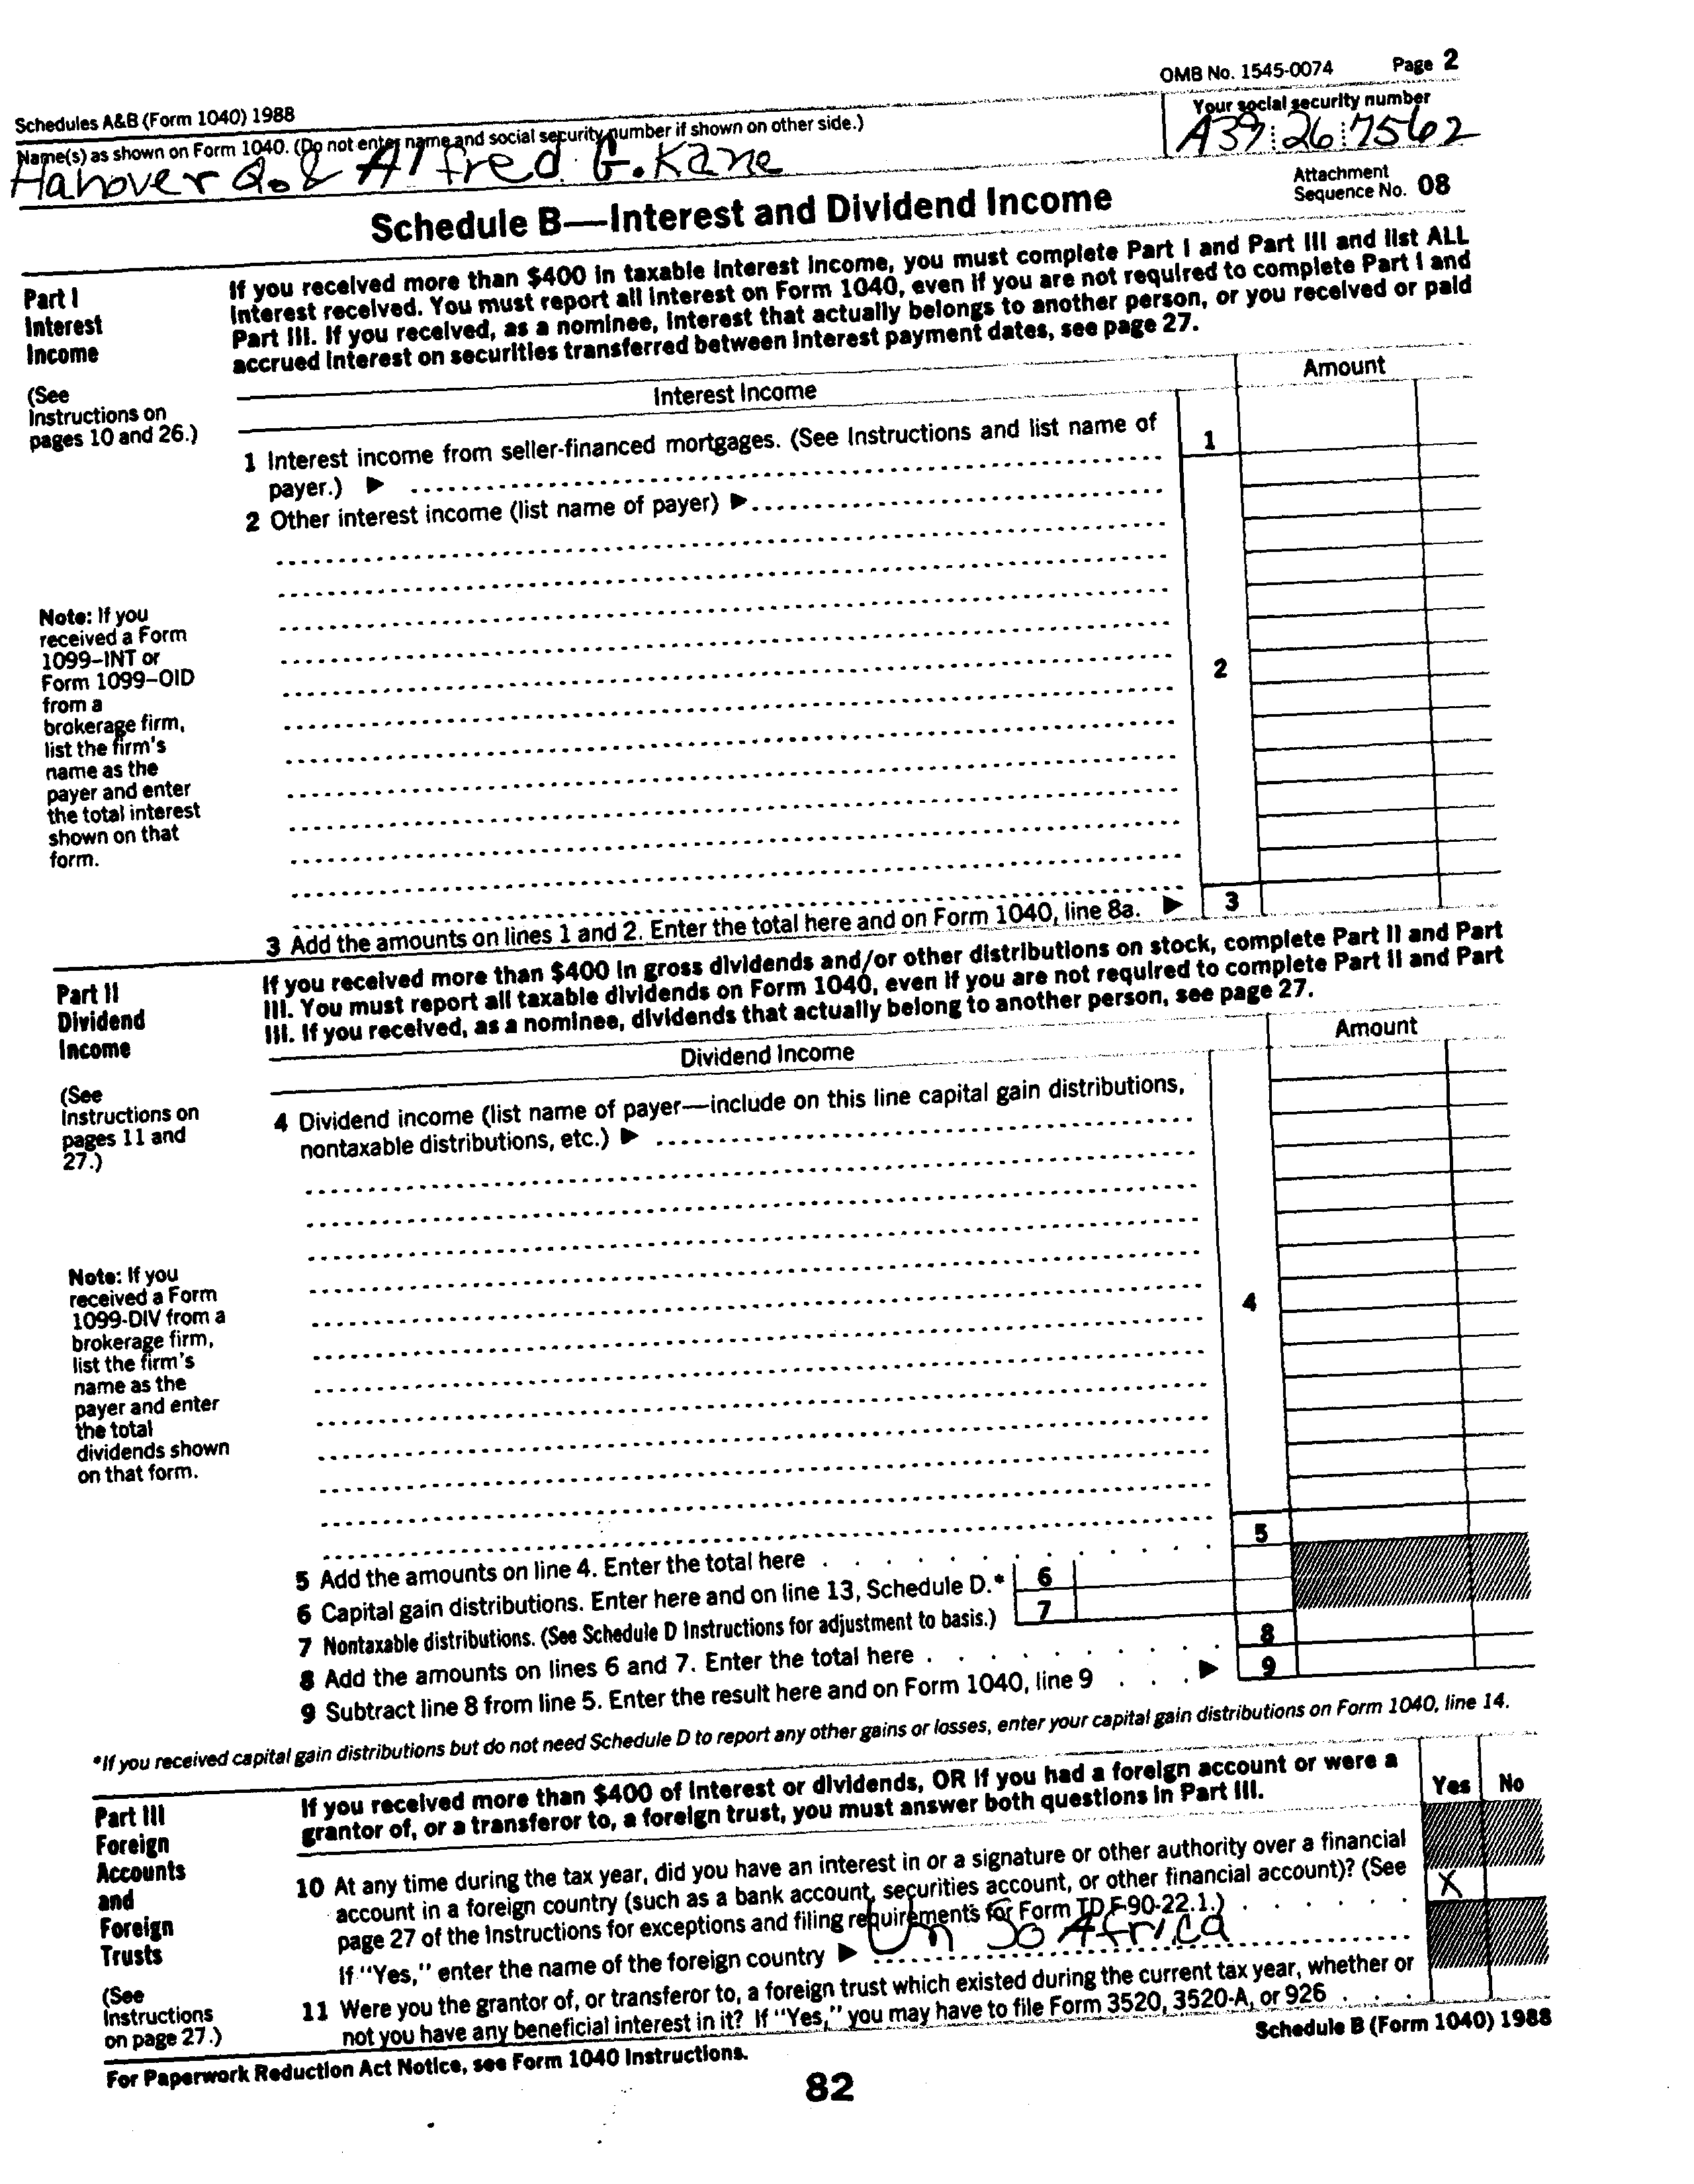 OMB No. 1545-0074 Page 2
Schedules A&B (Form 1040) 1988
Name(s) as shown on Form 1040. (Do not enter name and social security number if shown on other side.)
Your social security number
Hanover Q. & Alfred G. Kane
A39 26 7562
Schedule B—Interest and Dividend Income
Attachment
Sequence No. 08
Part I
Interest
Income
(See
Instructions on
pages 10 and 26.)
If you received more than $400 in taxable interest income, you must complete Part I and Part III and list ALL
interest received. You must report all interest on Form 1040, even if you are not required to complete Part I and
Part III. If you received, as a nominee, interest that actually belongs to another person, or you received or paid
accrued interest on securities transferred between interest payment dates, see page 27.
Interest Income
Amount
1 Interest income from seller-financed mortgages. (See Instructions and list name of
payer.) ▶
1
2 Other interest income (list name of payer) ▶
Note: If you
received a Form
1099–INT or
Form 1099–OID
from a
brokerage firm,
list the firm's
name as the
payer and enter
the total interest
shown on that
form.
2
3 Add the amounts on lines 1 and 2. Enter the total here and on Form 1040, line 8a. ▶ 3
Part II
Dividend
Income
(See
Instructions on
pages 11 and
27.)
If you received more than $400 in gross dividends and/or other distributions on stock, complete Part II and Part
III. You must report all taxable dividends on Form 1040, even if you are not required to complete Part II and Part
III. If you received, as a nominee, dividends that actually belong to another person, see page 27.
Dividend Income
Amount
4 Dividend income (list name of payer—include on this line capital gain distributions,
nontaxable distributions, etc.) ▶
Note: If you
received a Form
1099-DIV from a
brokerage firm,
list the firm's
name as the
payer and enter
the total
dividends shown
on that form.
4
5 Add the amounts on line 4. Enter the total here . . . . . . . . . . . 5
6 Capital gain distributions. Enter here and on line 13, Schedule D.* 6
7 Nontaxable distributions. (See Schedule D Instructions for adjustment to basis.) 7
8 Add the amounts on lines 6 and 7. Enter the total here . . . . . . . . 8
9 Subtract line 8 from line 5. Enter the result here and on Form 1040, line 9 . . . ▶ 9
*If you received capital gain distributions but do not need Schedule D to report any other gains or losses, enter your capital gain distributions on Form 1040, line 14.
Part III
Foreign
Accounts
and
Foreign
Trusts
(See
Instructions
on page 27.)
If you received more than $400 of interest or dividends, OR if you had a foreign account or were a
grantor of, or a transferor to, a foreign trust, you must answer both questions in Part III.
Yes No
10 At any time during the tax year, did you have an interest in or a signature or other authority over a financial
account in a foreign country (such as a bank account, securities account, or other financial account)? (See
page 27 of the Instructions for exceptions and filing requirements for Form TD F-90-22.1.) . . . . . . X
If "Yes," enter the name of the foreign country ▶ Un So Africa
11 Were you the grantor of, or transferor to, a foreign trust which existed during the current tax year, whether or
not you have any beneficial interest in it? If "Yes," you may have to file Form 3520, 3520-A, or 926 . . .
For Paperwork Reduction Act Notice, see Form 1040 Instructions.
Schedule B (Form 1040) 1988
82